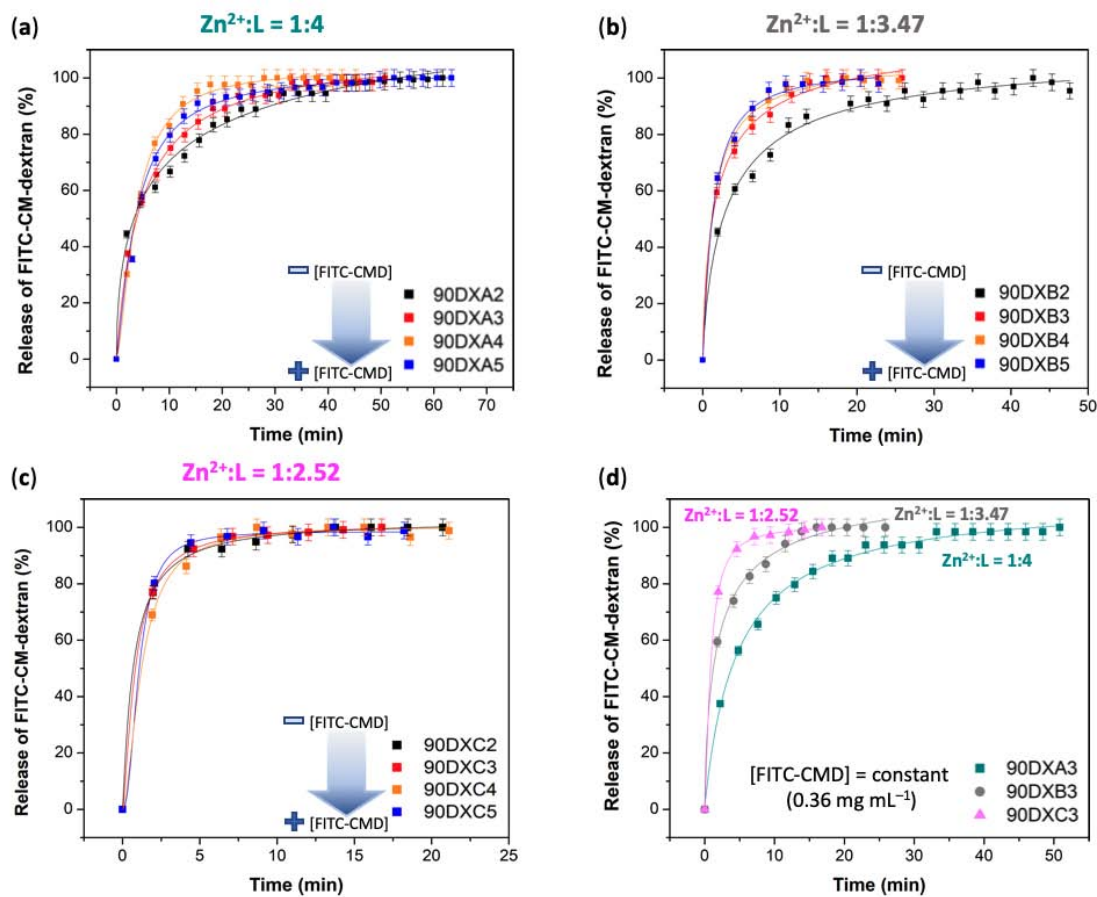 (a)
Zn²⁺:L = 1:4
Release of FITC-CM-dextran (%)
100
80
60
40
20
0
[FITC-CMD]
90DXA2
90DXA3
90DXA4
90DXA5
[FITC-CMD]
0 10 20 30 40 50 60 70
Time (min)
(b)
Zn²⁺:L = 1:3.47
Release of FITC-CM-dextran (%)
100
80
60
40
20
0
[FITC-CMD]
90DXB2
90DXB3
90DXB4
90DXB5
[FITC-CMD]
0 10 20 30 40 50
Time (min)
(c)
Zn²⁺:L = 1:2.52
Release of FITC-CM-dextran (%)
100
80
60
40
20
0
[FITC-CMD]
90DXC2
90DXC3
90DXC4
90DXC5
[FITC-CMD]
0 5 10 15 20 25
Time (min)
(d)
Release of FITC-CM-dextran (%)
100
80
60
40
20
0
Zn²⁺:L = 1:2.52
Zn²⁺:L = 1:3.47
Zn²⁺:L = 1:4
[FITC-CMD] = constant
(0.36 mg mL⁻¹)
90DXA3
90DXB3
90DXC3
0 10 20 30 40 50
Time (min)